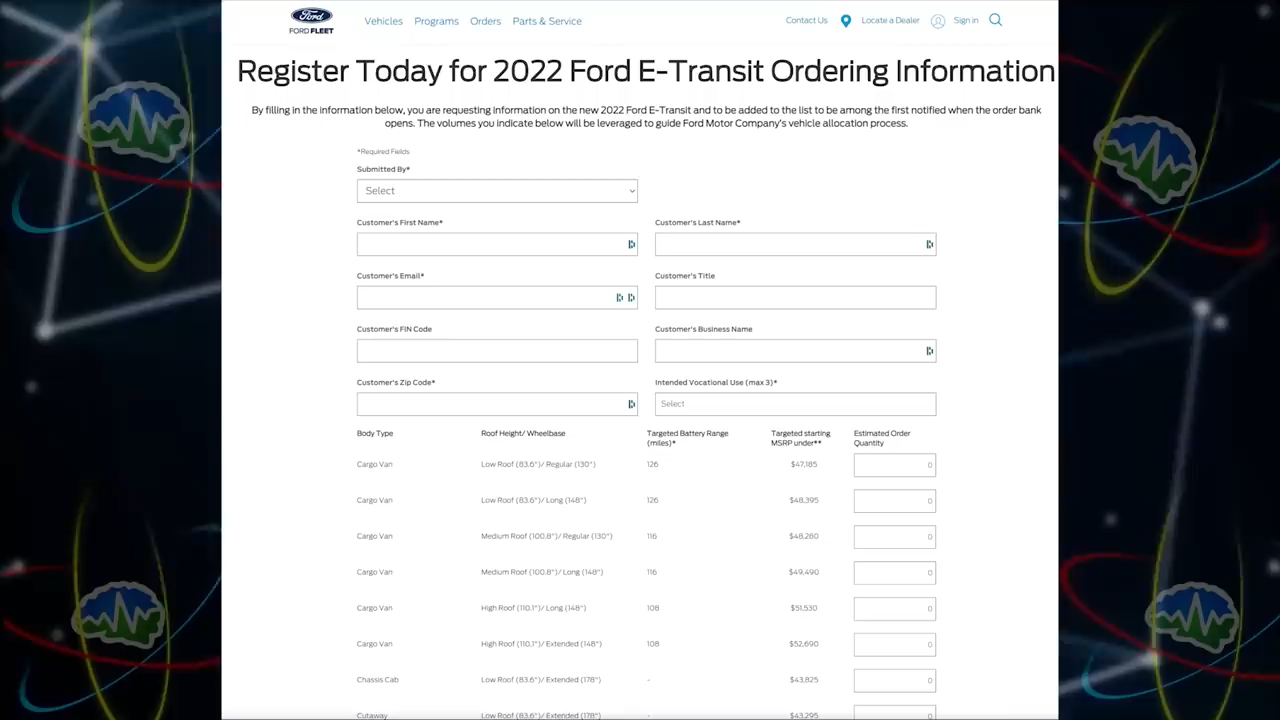 Ford
FORD FLEET
Vehicles Programs Orders Parts & Service
Contact Us Locate a Dealer Sign in
Register Today for 2022 Ford E-Transit Ordering Information
By filling in the information below, you are requesting information on the new 2022 Ford E-Transit and to be added to the list to be among the first notified when the order bank
opens. The volumes you indicate below will be leveraged to guide Ford Motor Company's vehicle allocation process.
*Required Fields
Submitted By*
Select
Customer's First Name* Customer's Last Name*
Customer's Email* Customer's Title
Customer's FIN Code Customer's Business Name
Customer's Zip Code* Intended Vocational Use (max 3)*
Select
Body Type Roof Height/ Wheelbase Targeted Battery Range Targeted starting Estimated Order
(miles)* MSRP under** Quantity
Cargo Van Low Roof (83.6")/ Regular (130") 126 $47,185 0
Cargo Van Low Roof (83.6")/ Long (148") 126 $48,395 0
Cargo Van Medium Roof (100.8")/ Regular (130") 116 $48,280 0
Cargo Van Medium Roof (100.8")/ Long (148") 116 $49,490 0
Cargo Van High Roof (110.1")/ Long (148") 108 $51,530 0
Cargo Van High Roof (110.1")/ Extended (148") 108 $52,690 0
Chassis Cab Low Roof (83.6")/ Extended (178") - $43,825 0
Cutaway Low Roof (83.6")/ Extended (178") - $43,295 0